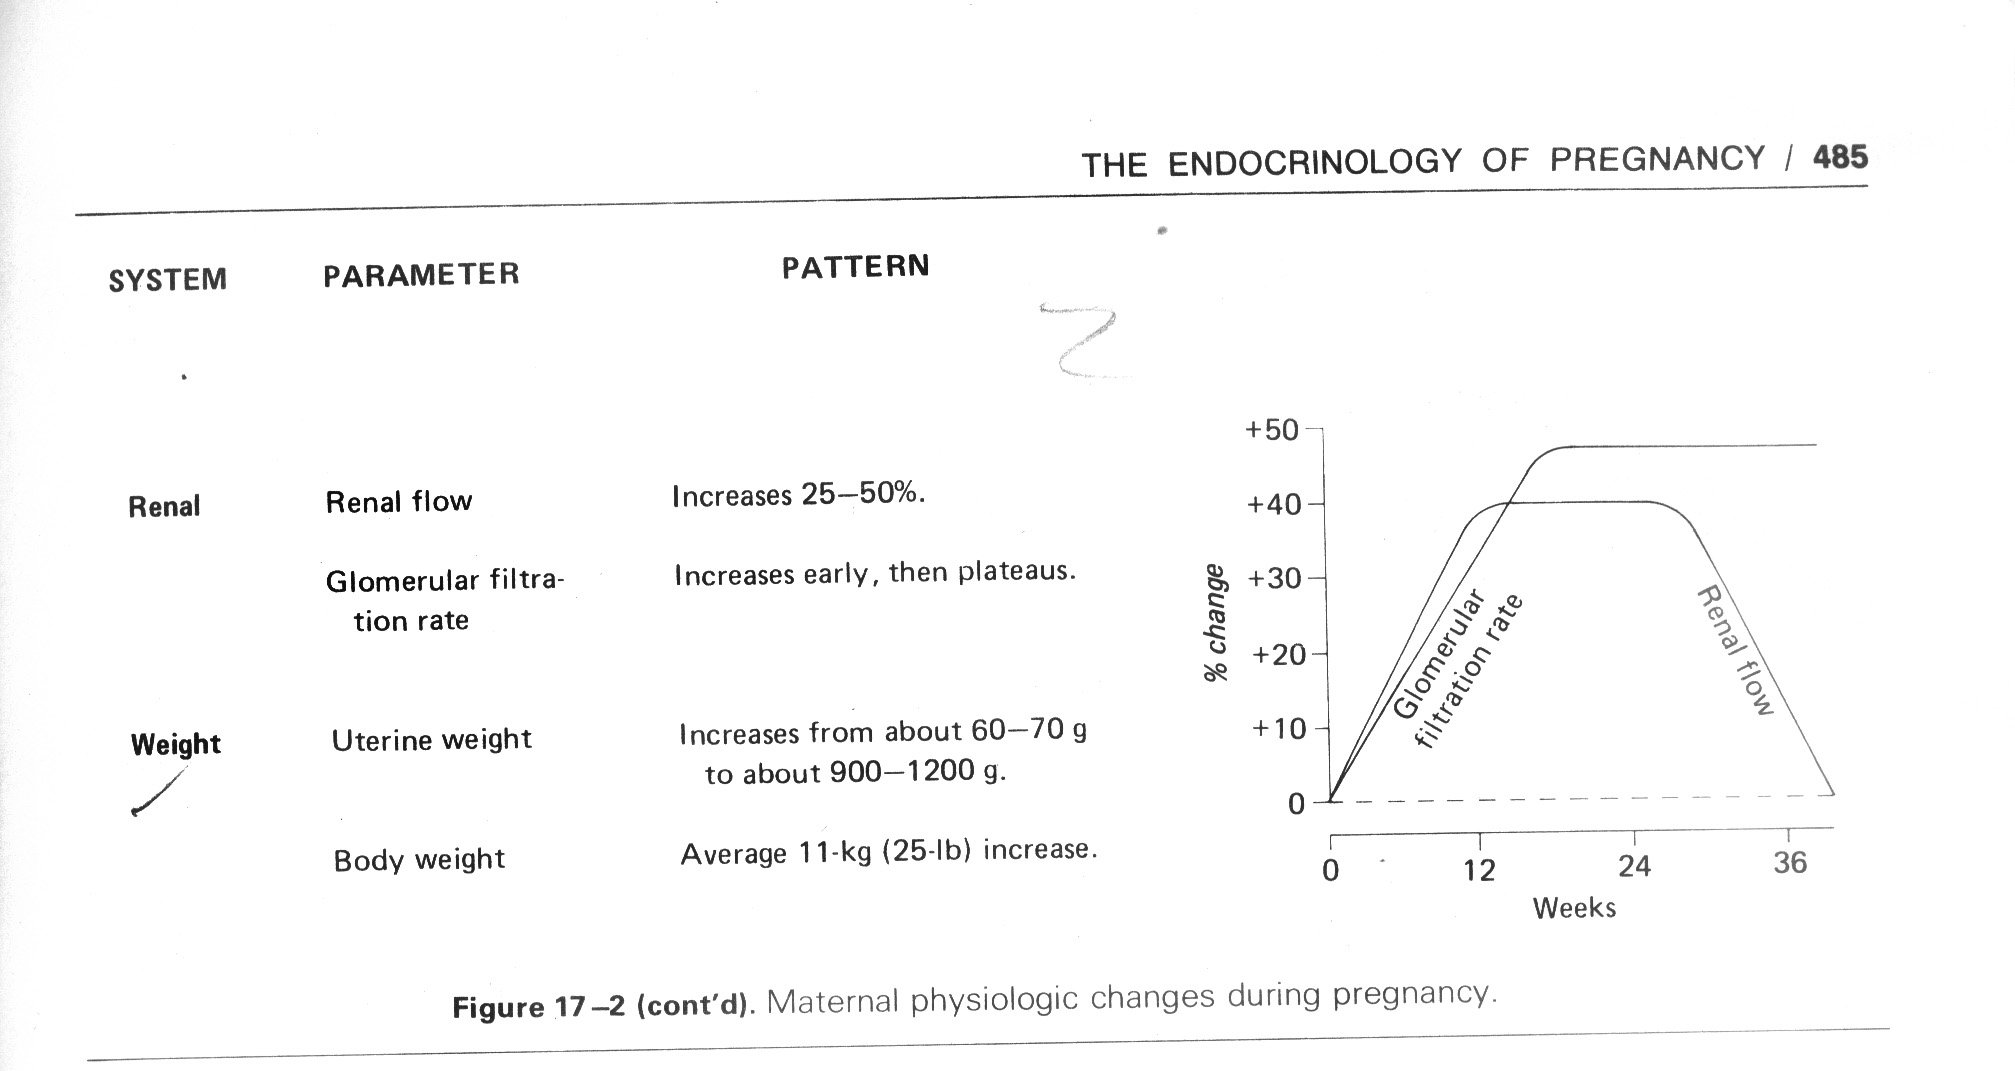 THE ENDOCRINOLOGY OF PREGNANCY / 485
SYSTEM PARAMETER PATTERN
Renal Renal flow Increases 25–50%.
Glomerular filtra- Increases early, then plateaus.
tion rate
Weight Uterine weight Increases from about 60–70 g
to about 900–1200 g.
Body weight Average 11-kg (25-lb) increase.
+50
+40
+30
+20
+10
0
% change
Glomerular
filtration rate
Renal flow
0 12 24 36
Weeks
Figure 17–2 (cont'd). Maternal physiologic changes during pregnancy.